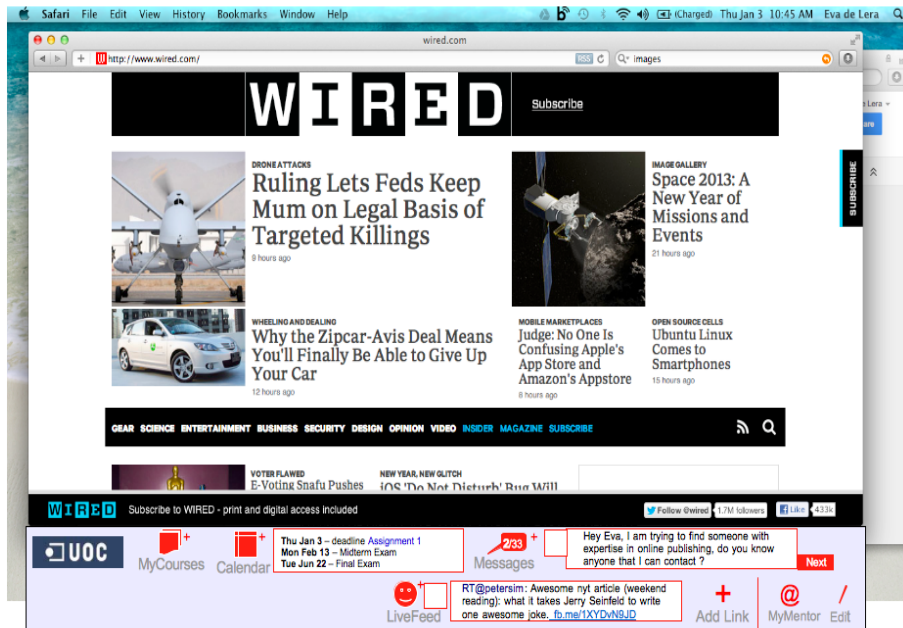 Safari File Edit View History Bookmarks Window Help
(Charged) Thu Jan 3 10:45 AM Eva de Lera
wired.com
http://www.wired.com/
RSS
images
WIRED
Subscribe
DRONE ATTACKS
Ruling Lets Feds Keep
Mum on Legal Basis of
Targeted Killings
9 hours ago
IMAGE GALLERY
Space 2013: A
New Year of
Missions and
Events
21 hours ago
SUBSCRIBE
WHEELING AND DEALING
Why the Zipcar-Avis Deal Means
You'll Finally Be Able to Give Up
Your Car
12 hours ago
MOBILE MARKETPLACES
Judge: No One Is
Confusing Apple's
App Store and
Amazon's Appstore
8 hours ago
OPEN SOURCE CELLS
Ubuntu Linux
Comes to
Smartphones
15 hours ago
GEAR SCIENCE ENTERTAINMENT BUSINESS SECURITY DESIGN OPINION VIDEO INSIDER MAGAZINE SUBSCRIBE
VOTER FLAWED
E-Voting Snafu Pushes
NEW YEAR, NEW GLITCH
iOS 'Do Not Disturb' Bug Will
WIRED
Subscribe to WIRED - print and digital access included
Follow @wired
1.7M followers
Like
433k
UOC
MyCourses
Calendar
Thu Jan 3 – deadline Assignment 1
Mon Feb 13 – Midterm Exam
Tue Jun 22 – Final Exam
2/33
Messages
Hey Eva, I am trying to find someone with
expertise in online publishing, do you know
anyone that I can contact ?
Next
LiveFeed
RT@petersim: Awesome nyt article (weekend
reading): what it takes Jerry Seinfeld to write
one awesome joke. fb.me/1XYDvN9JD
+
Add Link
@
MyMentor
/
Edit